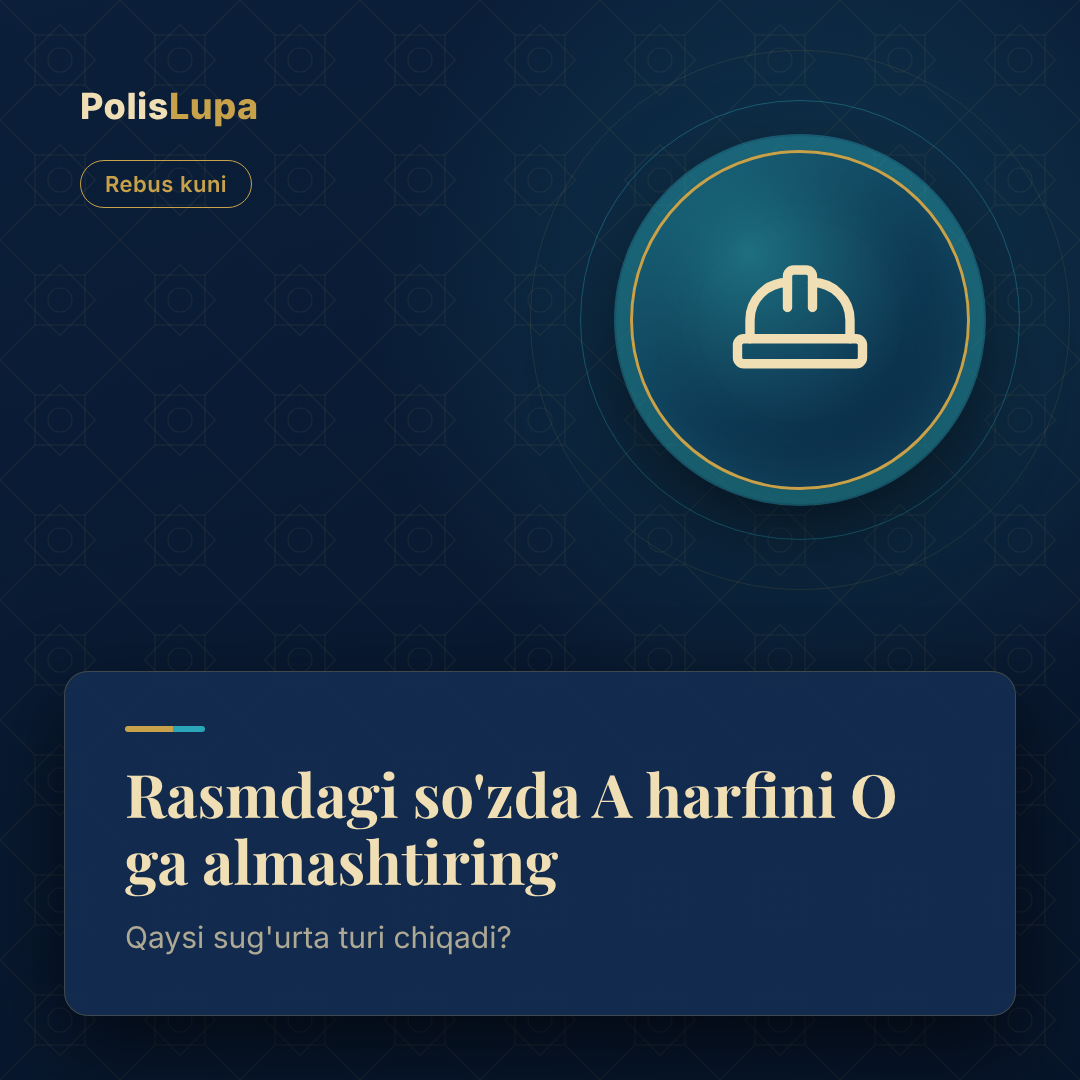 PolisLupa
Rebus kuni
Rasmdagi so'zda A harfini O
ga almashtiring
Qaysi sug'urta turi chiqadi?